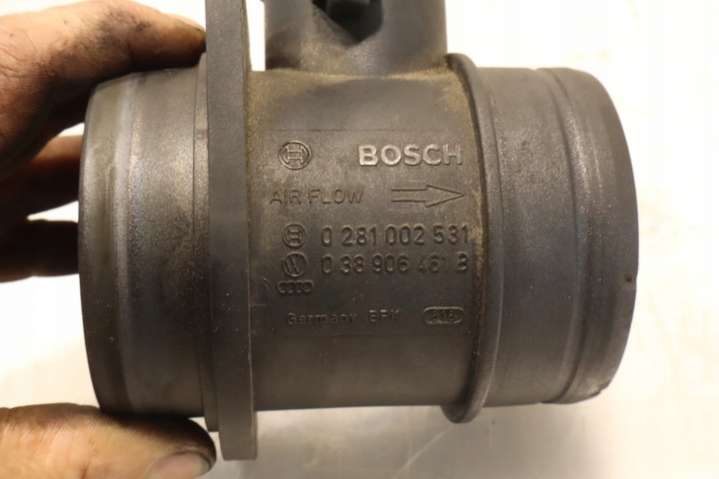 BOSCH
AIR FLOW
0 281 002 531
038 906 461 B
Germany